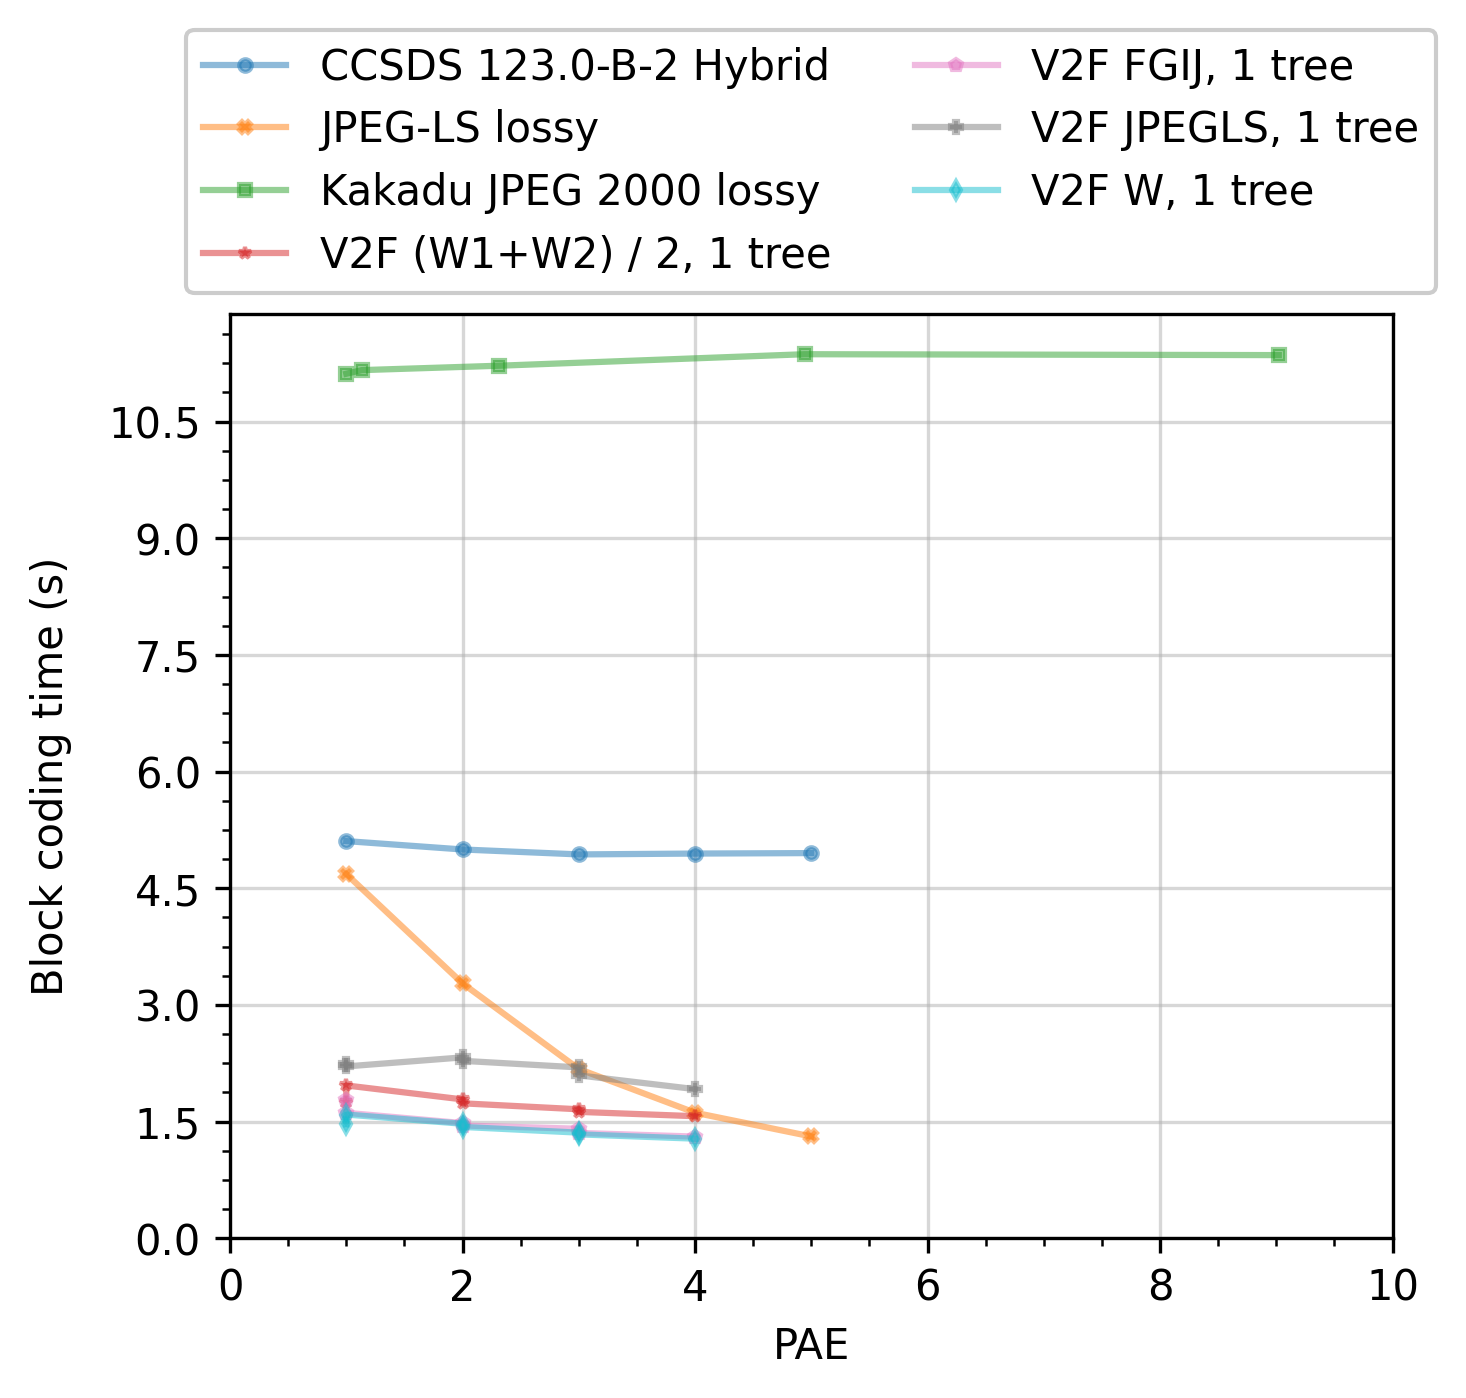 CCSDS 123.0-B-2 Hybrid
JPEG-LS lossy
Kakadu JPEG 2000 lossy
V2F (W1+W2) / 2, 1 tree
V2F FGIJ, 1 tree
V2F JPEGLS, 1 tree
V2F W, 1 tree
Block coding time (s)
10.5
9.0
7.5
6.0
4.5
3.0
1.5
0.0
0 2 4 6 8 10
PAE